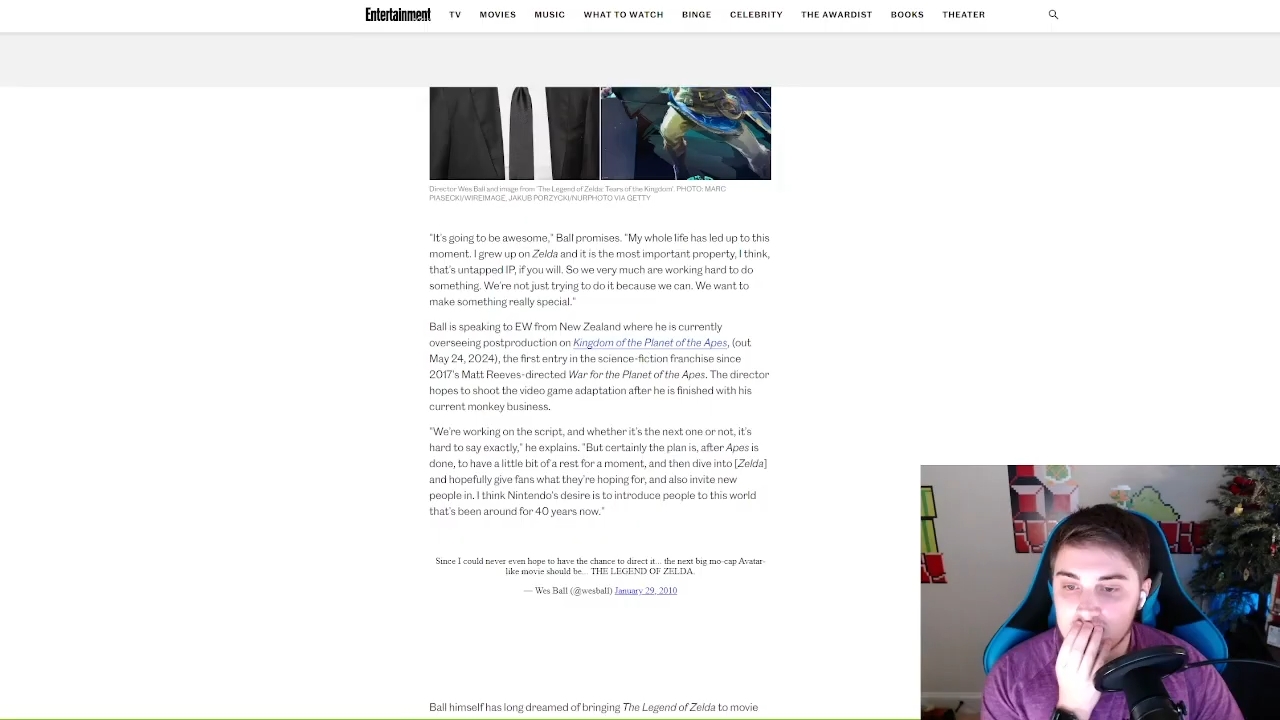 Entertainment TV MOVIES MUSIC WHAT TO WATCH BINGE CELEBRITY THE AWARDIST BOOKS THEATER
Director Wes Ball and image from 'The Legend of Zelda: Tears of the Kingdom'. PHOTO: MARC
PIASECKI/WIREIMAGE, JAKUB PORZYCKI/NURPHOTO VIA GETTY
"It's going to be awesome," Ball promises. "My whole life has led up to this
moment. I grew up on Zelda and it is the most important property, I think,
that's untapped IP, if you will. So we very much are working hard to do
something. We're not just trying to do it because we can. We want to
make something really special."
Ball is speaking to EW from New Zealand where he is currently
overseeing postproduction on Kingdom of the Planet of the Apes, (out
May 24, 2024), the first entry in the science-fiction franchise since
2017's Matt Reeves-directed War for the Planet of the Apes. The director
hopes to shoot the video game adaptation after he is finished with his
current monkey business.
"We're working on the script, and whether it's the next one or not, it's
hard to say exactly," he explains. "But certainly the plan is, after Apes is
done, to have a little bit of a rest for a moment, and then dive into [Zelda]
and hopefully give fans what they're hoping for, and also invite new
people in. I think Nintendo's desire is to introduce people to this world
that's been around for 40 years now."
Since I could never even hope to have the chance to direct it... the next big mo-cap Avatar-
like movie should be... THE LEGEND OF ZELDA.
— Wes Ball (@wesball) January 29, 2010
Ball himself has long dreamed of bringing The Legend of Zelda to movie